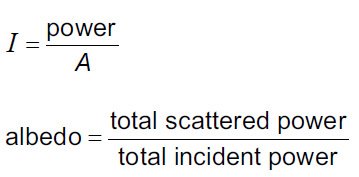 I = power / A
albedo = total scattered power / total incident power